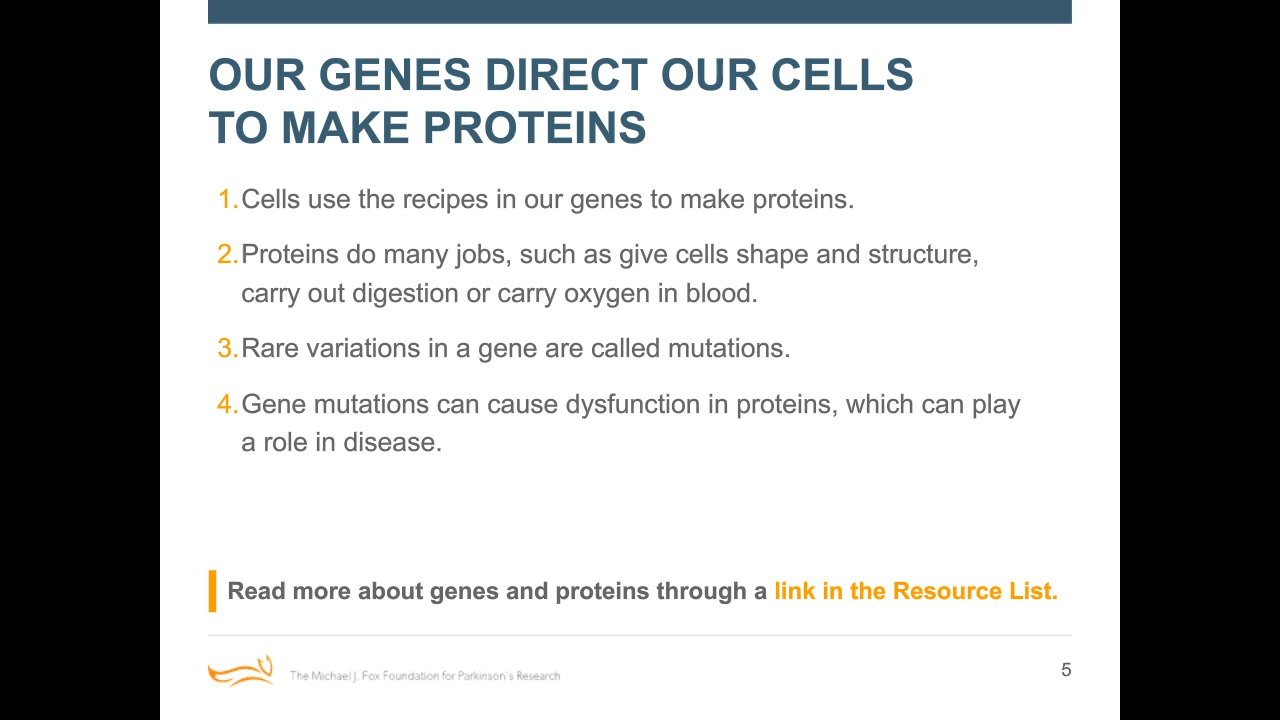 OUR GENES DIRECT OUR CELLS
TO MAKE PROTEINS
1. Cells use the recipes in our genes to make proteins.
2. Proteins do many jobs, such as give cells shape and structure,
carry out digestion or carry oxygen in blood.
3. Rare variations in a gene are called mutations.
4. Gene mutations can cause dysfunction in proteins, which can play
a role in disease.
Read more about genes and proteins through a link in the Resource List.
The Michael J. Fox Foundation for Parkinson's Research
5